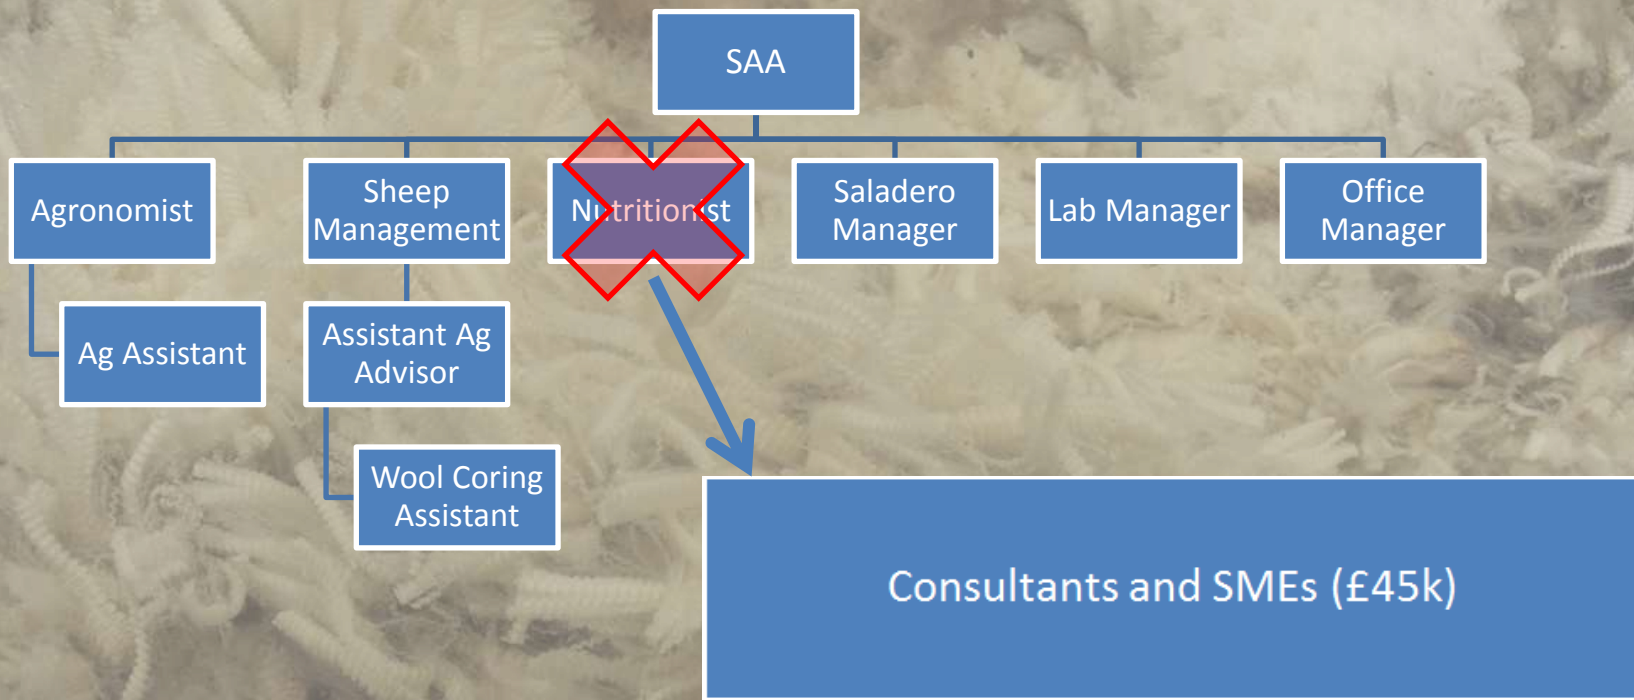 SAA
Agronomist
Sheep
Management
Nutritionist
Saladero
Manager
Lab Manager
Office
Manager
Ag Assistant
Assistant Ag
Advisor
Wool Coring
Assistant
Consultants and SMEs (£45k)